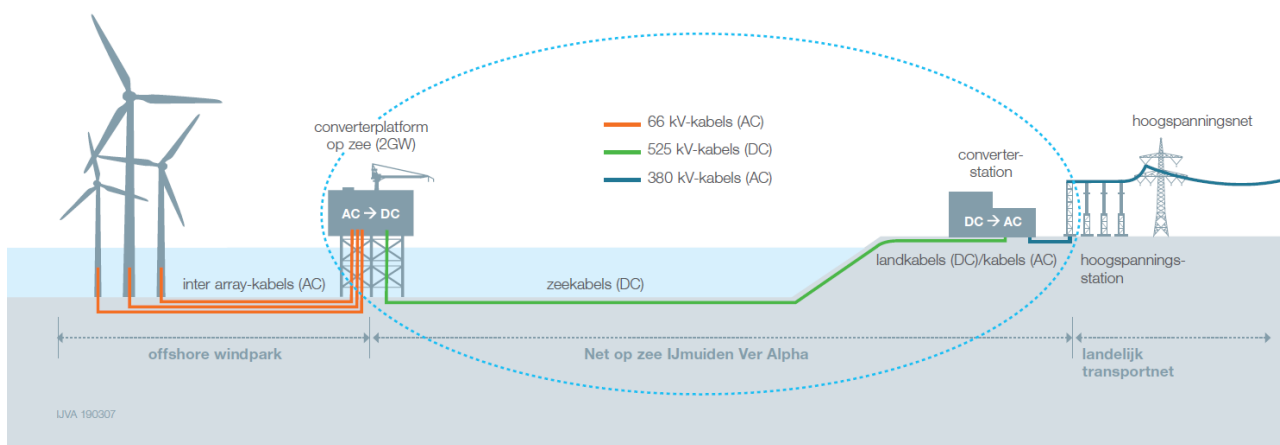 converterplatform
op zee (2GW)
66 kV-kabels (AC)
525 kV-kabels (DC)
380 kV-kabels (AC)
hoogspanningsnet
converter-
station
AC → DC
DC → AC
inter array-kabels (AC)
zeekabels (DC)
landkabels (DC)/kabels (AC)
hoogspannings-
station
offshore windpark
Net op zee IJmuiden Ver Alpha
landelijk
transportnet
IJVA 190307